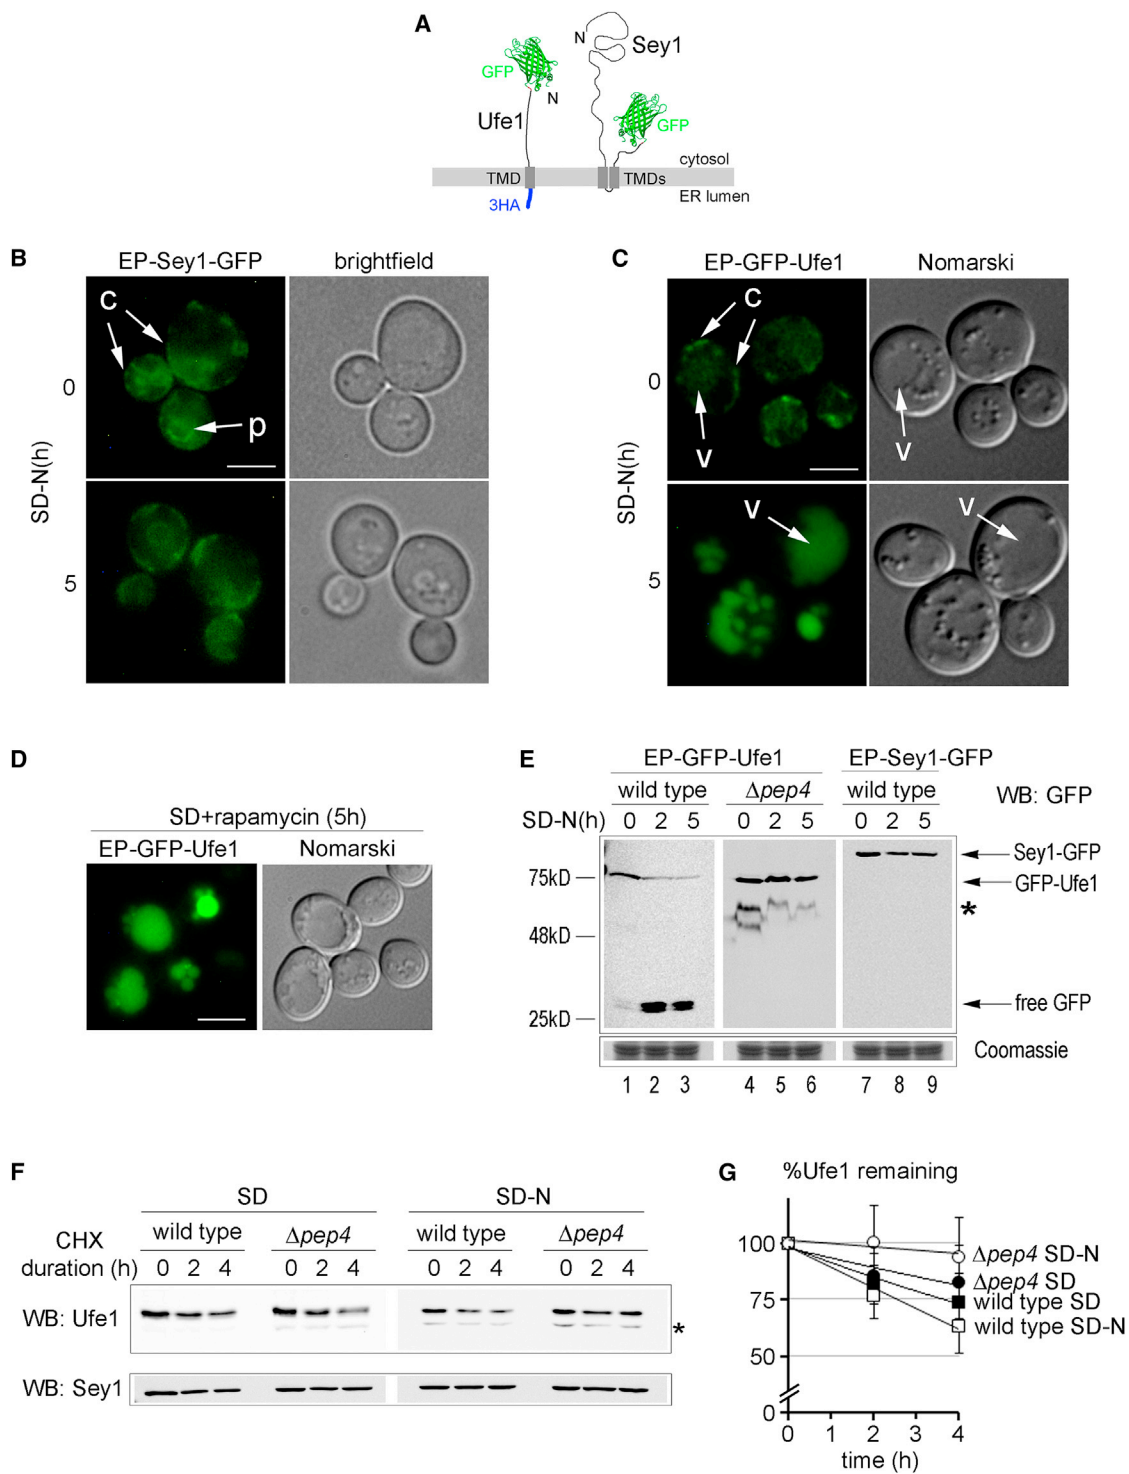 A
N
Sey1
GFP
N
Ufe1
GFP
cytosol
TMD
TMDs
ER lumen
3HA
B
EP-Sey1-GFP
brightfield
C
0
p
SD-N(h)
5
C
EP-GFP-Ufe1
Nomarski
C
0
V
V
SD-N(h)
V
V
5
D
SD+rapamycin (5h)
EP-GFP-Ufe1
Nomarski
E
EP-GFP-Ufe1
EP-Sey1-GFP
wild type
Δpep4
wild type
WB: GFP
SD-N(h) 0 2 5 0 2 5 0 2 5
Sey1-GFP
75kD
GFP-Ufe1
*
48kD
free GFP
25kD
Coomassie
1 2 3 4 5 6 7 8 9
F
SD
SD-N
wild type
Δpep4
wild type
Δpep4
CHX
duration (h) 0 2 4 0 2 4 0 2 4 0 2 4
WB: Ufe1
*
WB: Sey1
G
%Ufe1 remaining
100
Δpep4 SD-N
Δpep4 SD
75
wild type SD
wild type SD-N
50
0
0 1 2 3 4
time (h)